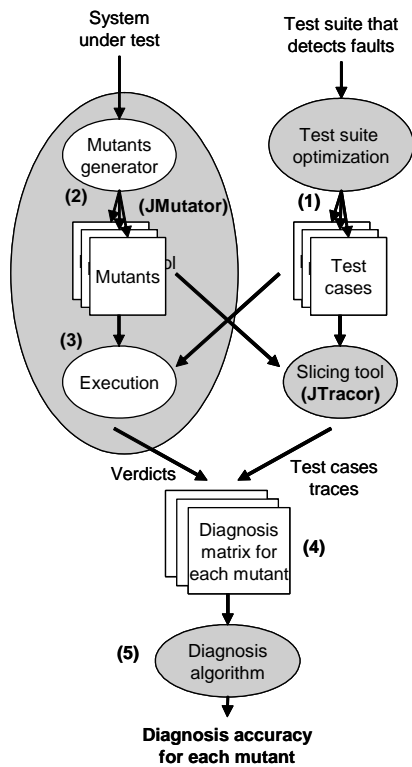 System
under test
Test suite that
detects faults
Mutants
generator
Test suite
optimization
(2)
(JMutator)
(1)
Mutants
ol
Test
cases
(3)
Execution
Slicing tool
(JTracor)
Verdicts
Test cases
traces
Diagnosis
matrix for
each mutant
(4)
(5)
Diagnosis
algorithm
Diagnosis accuracy
for each mutant